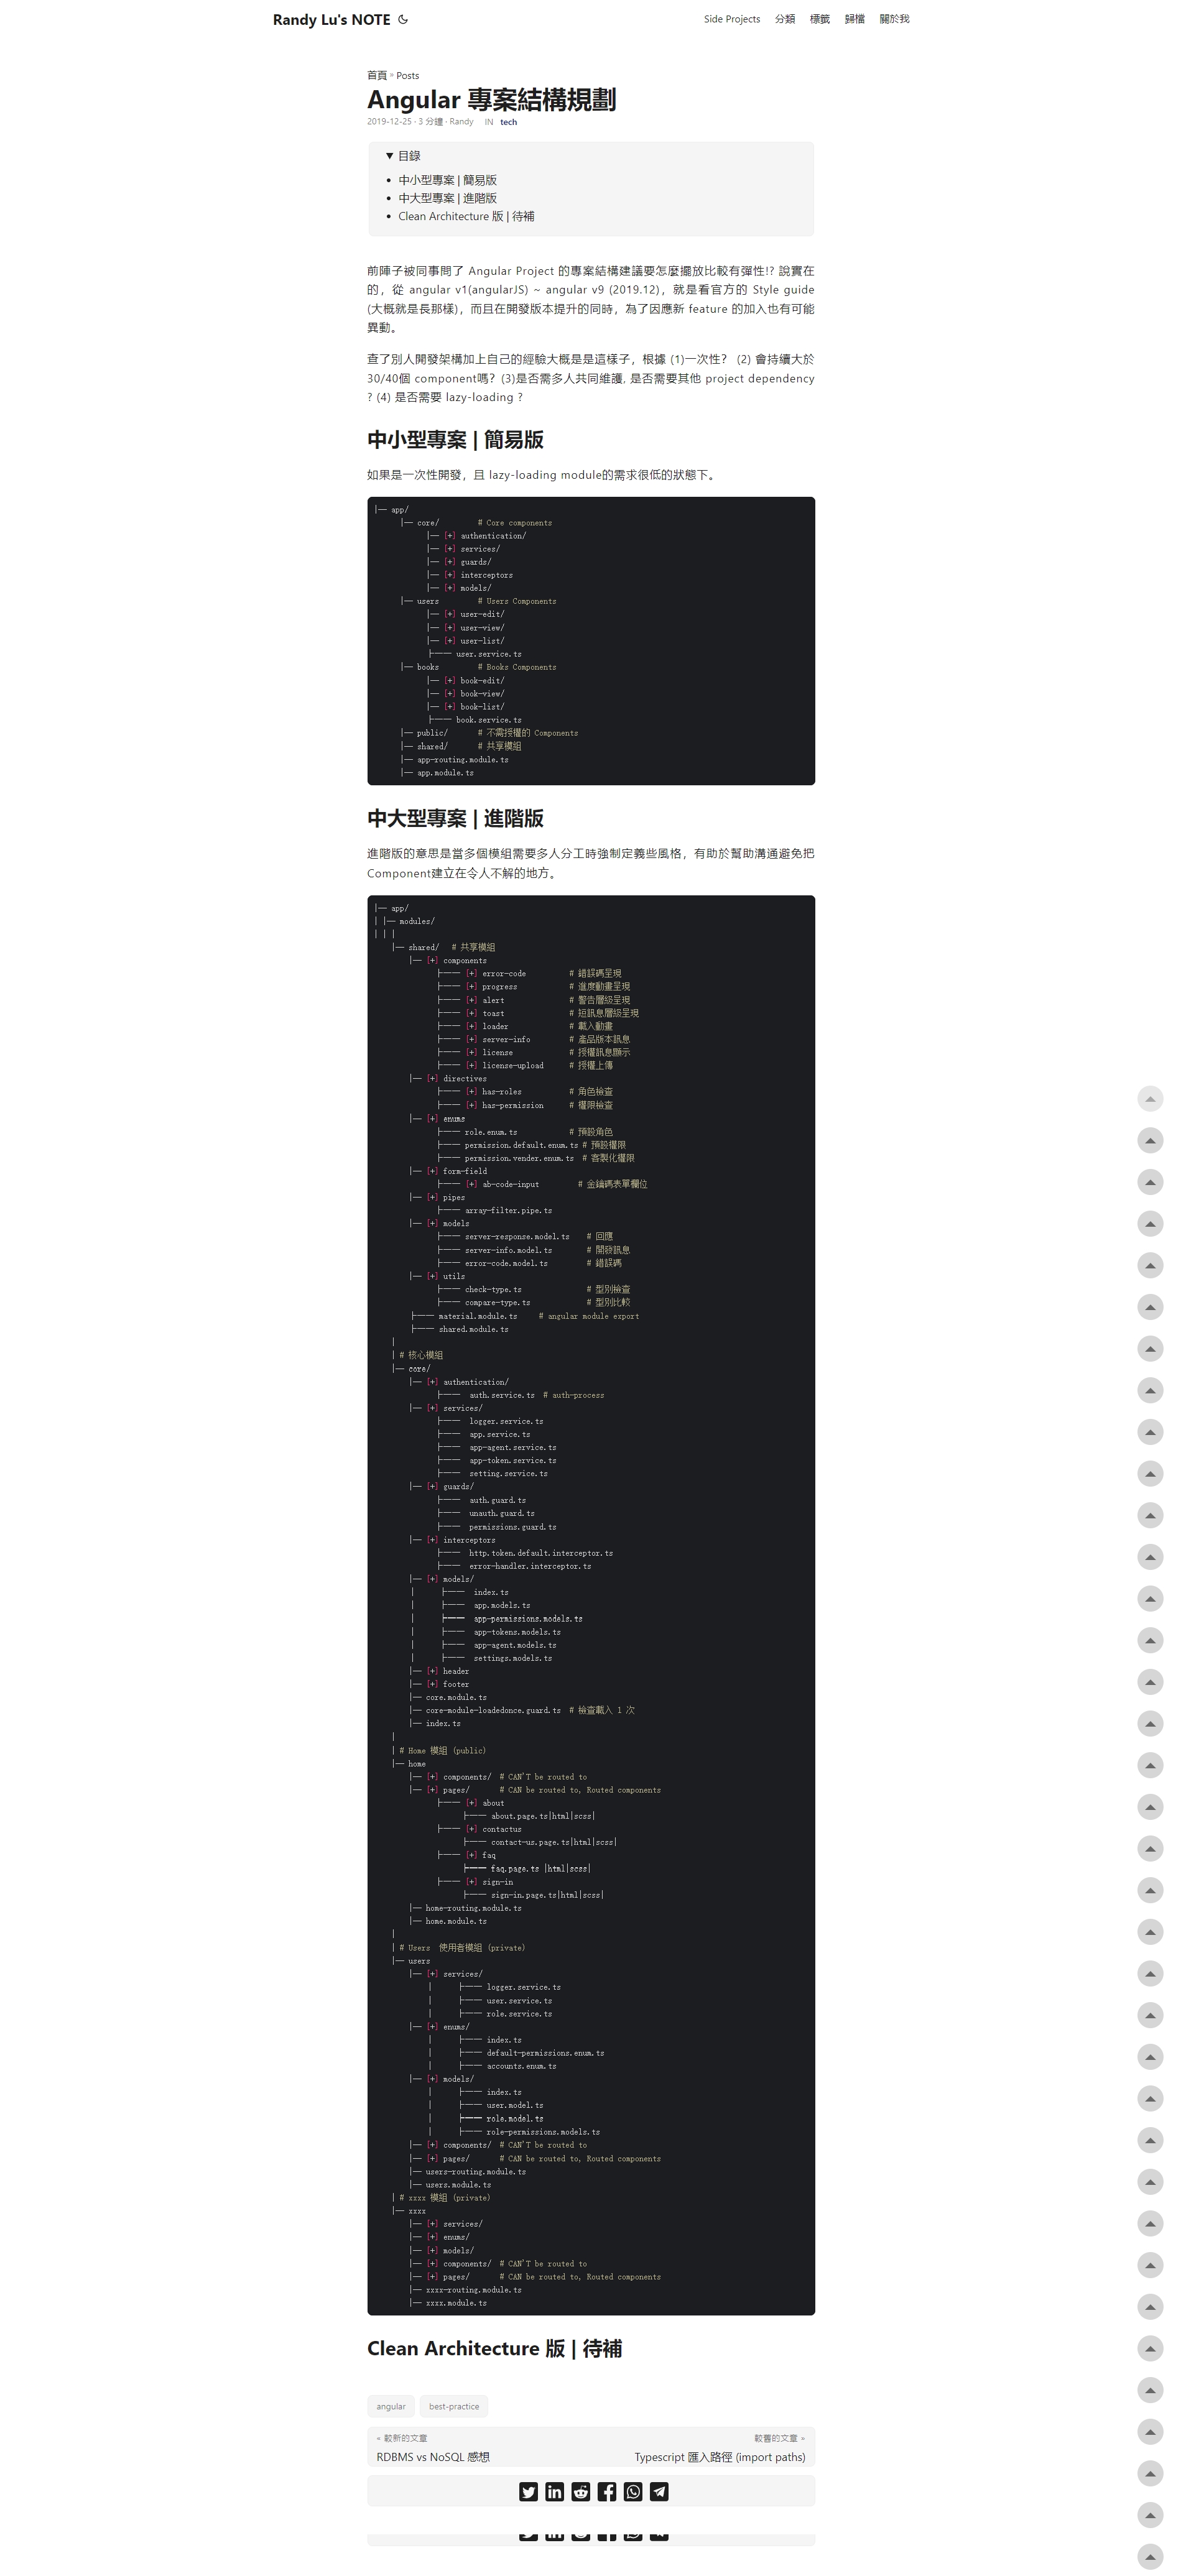 Randy Lu's NOTE
Side Projects 分類 標籤 歸檔 關於我
首頁 » Posts
Angular 專案結構規劃
2019-12-25 · 3 分鐘 · Randy IN tech
▼ 目錄
• 中小型專案 | 簡易版
• 中大型專案 | 進階版
• Clean Architecture 版 | 待補
前陣子被同事問了 Angular Project 的專案結構建議要怎麼擺放比較有彈性!? 說實在
的，從 angular v1(angularJS) ~ angular v9 (2019.12)，就是看官方的 Style guide
(大概就是長那樣)，而且在開發版本提升的同時，為了因應新 feature 的加入也有可能
異動。
查了別人開發架構加上自己的經驗大概是是這樣子，根據 (1)一次性? (2) 會持續大於
30/40個 component嗎? (3)是否需多人共同維護, 是否需要其他 project dependency
? (4) 是否需要 lazy-loading ?
中小型專案 | 簡易版
如果是一次性開發，且 lazy-loading module的需求很低的狀態下。
|── app/
|── core/ # Core components
|── [+] authentication/
|── [+] services/
|── [+] guards/
|── [+] interceptors
|── [+] models/
|── users # Users Components
|── [+] user-edit/
|── [+] user-view/
|── [+] user-list/
├── user.service.ts
|── books # Books Components
|── [+] book-edit/
|── [+] book-view/
|── [+] book-list/
├── book.service.ts
|── public/ # 不需授權的 Components
|── shared/ # 共享模組
|── app-routing.module.ts
|── app.module.ts
中大型專案 | 進階版
進階版的意思是當多個模組需要多人分工時強制定義些風格，有助於幫助溝通避免把
Component建立在令人不解的地方。
|── app/
| |── modules/
| | |
|── shared/ # 共享模組
|── [+] components
├── [+] error-code # 錯誤碼呈現
├── [+] progress # 進度動畫呈現
├── [+] alert # 警告層級呈現
├── [+] toast # 短訊息層級呈現
├── [+] loader # 載入動畫
├── [+] server-info # 產品版本訊息
├── [+] license # 授權訊息顯示
├── [+] license-upload # 授權上傳
|── [+] directives
├── [+] has-roles # 角色檢查
├── [+] has-permission # 權限檢查
|── [+] enums
├── role.enum.ts # 預設角色
├── permission.default.enum.ts # 預設權限
├── permission.vender.enum.ts # 客製化權限
|── [+] form-field
├── [+] ab-code-input # 金鑰碼表單欄位
|── [+] pipes
├── array-filter.pipe.ts
|── [+] models
├── server-response.model.ts # 回應
├── server-info.model.ts # 開發訊息
├── error-code.model.ts # 錯誤碼
|── [+] utils
├── check-type.ts # 型別檢查
├── compare-type.ts # 型別比較
├── material.module.ts # angular module export
├── shared.module.ts
|
| # 核心模組
|── core/
|── [+] authentication/
├── auth.service.ts # auth-process
|── [+] services/
├── logger.service.ts
├── app.service.ts
├── app-agent.service.ts
├── app-token.service.ts
├── setting.service.ts
|── [+] guards/
├── auth.guard.ts
├── unauth.guard.ts
├── permissions.guard.ts
|── [+] interceptors
├── http.token.default.interceptor.ts
├── error-handler.interceptor.ts
|── [+] models/
│ ├── index.ts
│ ├── app.models.ts
│ ├── app-permissions.models.ts
│ ├── app-tokens.models.ts
│ ├── app-agent.models.ts
│ ├── settings.models.ts
|── [+] header
|── [+] footer
|── core.module.ts
|── core-module-loadedonce.guard.ts # 檢查載入 1 次
|── index.ts
|
| # Home 模組 (public)
|── home
|── [+] components/ # CAN'T be routed to
|── [+] pages/ # CAN be routed to, Routed components
├── [+] about
├── about.page.ts|html|scss|
├── [+] contactus
├── contact-us.page.ts|html|scss|
├── [+] faq
├── faq.page.ts |html|scss|
├── [+] sign-in
├── sign-in.page.ts|html|scss|
|── home-routing.module.ts
|── home.module.ts
|
| # Users 使用者模組 (private)
|── users
|── [+] services/
│ ├── logger.service.ts
│ ├── user.service.ts
│ ├── role.service.ts
|── [+] enums/
│ ├── index.ts
│ ├── default-permissions.enum.ts
│ ├── accounts.enum.ts
|── [+] models/
│ ├── index.ts
│ ├── user.model.ts
│ ├── role.model.ts
│ ├── role-permissions.models.ts
|── [+] components/ # CAN'T be routed to
|── [+] pages/ # CAN be routed to, Routed components
|── users-routing.module.ts
|── users.module.ts
| # xxxx 模組 (private)
|── xxxx
|── [+] services/
|── [+] enums/
|── [+] models/
|── [+] components/ # CAN'T be routed to
|── [+] pages/ # CAN be routed to, Routed components
|── xxxx-routing.module.ts
|── xxxx.module.ts
Clean Architecture 版 | 待補
angular best-practice
« 較新的文章 較舊的文章 »
RDBMS vs NoSQL 感想 Typescript 匯入路徑 (import paths)